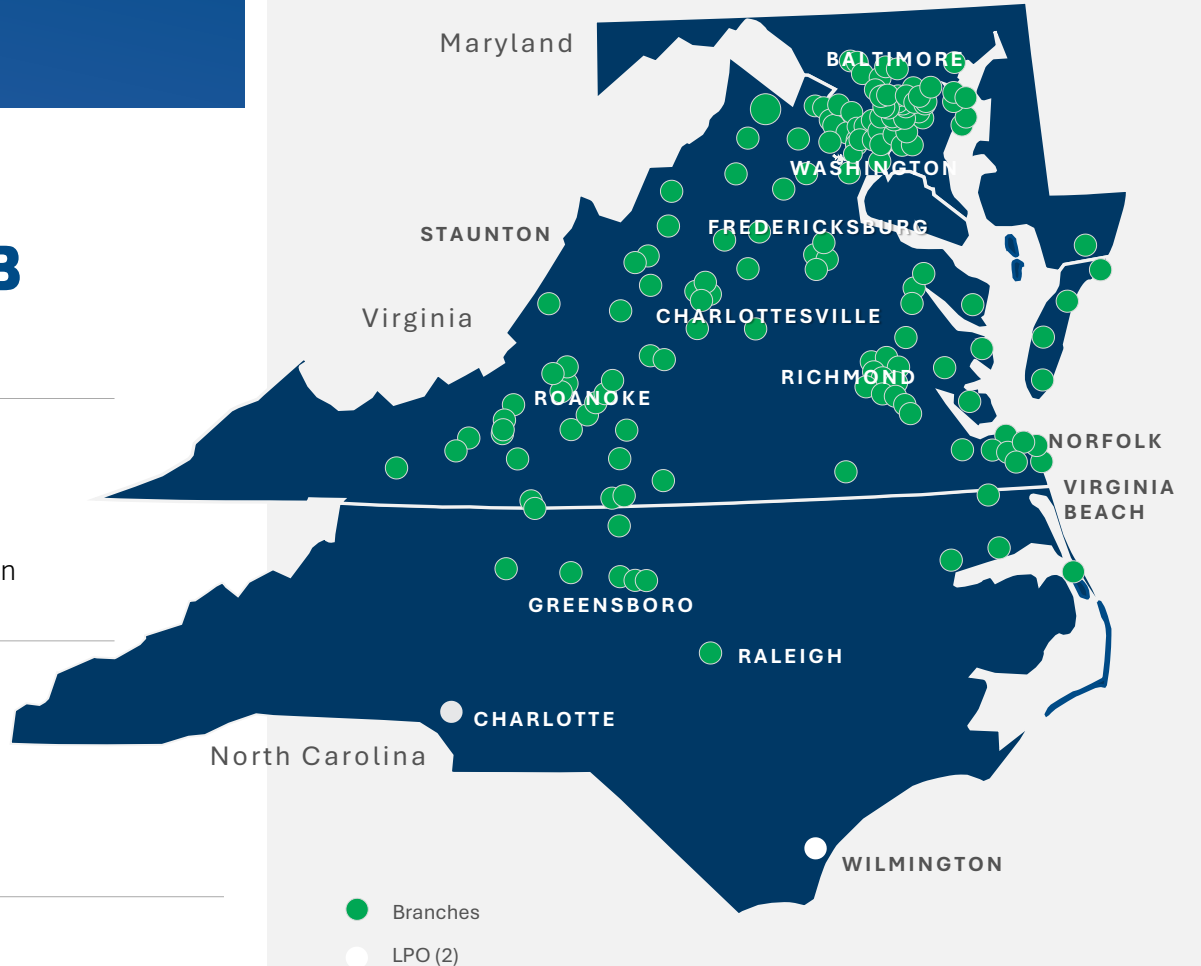 Maryland
BALTIMORE
WASHINGTON
FREDERICKSBURG
STAUNTON
B
Virginia
CHARLOTTESVILLE
RICHMOND
ROANOKE
NORFOLK
VIRGINIA
BEACH
n
GREENSBORO
RALEIGH
CHARLOTTE
North Carolina
WILMINGTON
Branches
LPO (2)